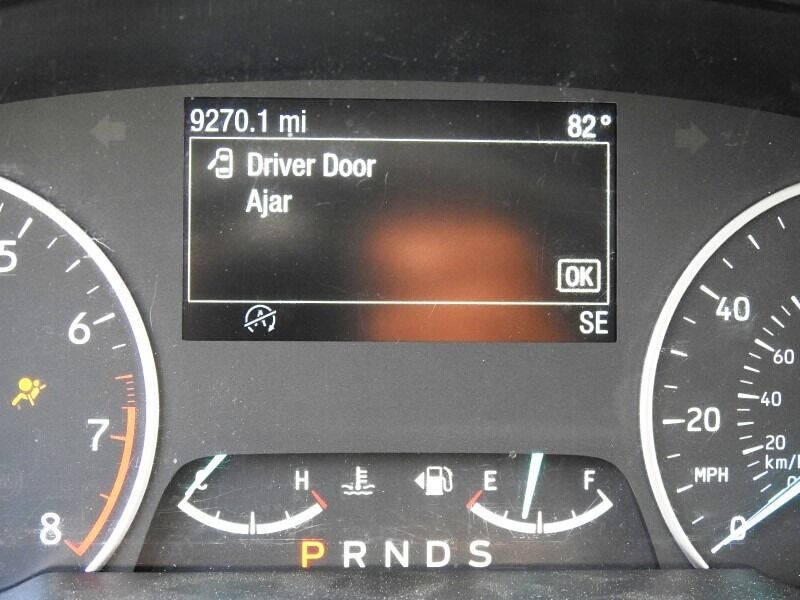 9270.1 mi 82°
Driver Door
Ajar
OK
SE
5
6
7
8
C H
E F
P R N D S
40
20
0
MPH
60
40
20
km/h